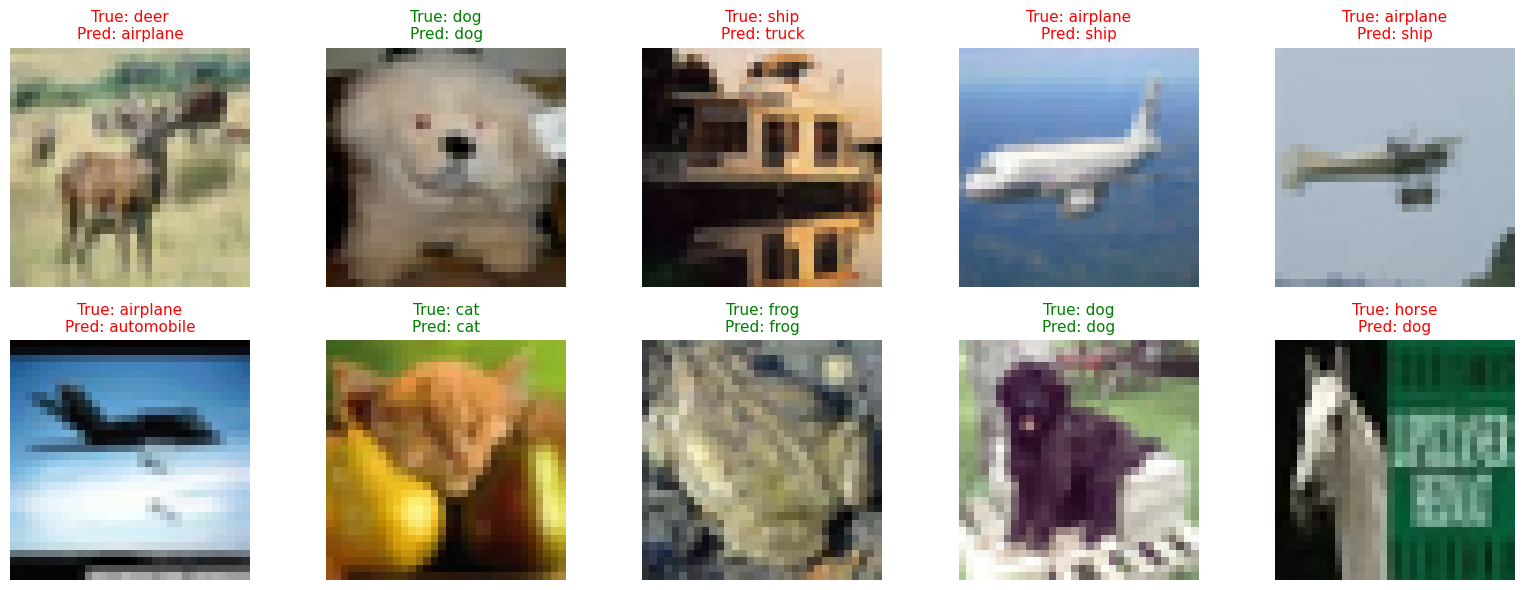 True: deer
Pred: airplane
True: dog
Pred: dog
True: ship
Pred: truck
True: airplane
Pred: ship
True: airplane
Pred: ship
True: airplane
Pred: automobile
True: cat
Pred: cat
True: frog
Pred: frog
True: dog
Pred: dog
True: horse
Pred: dog